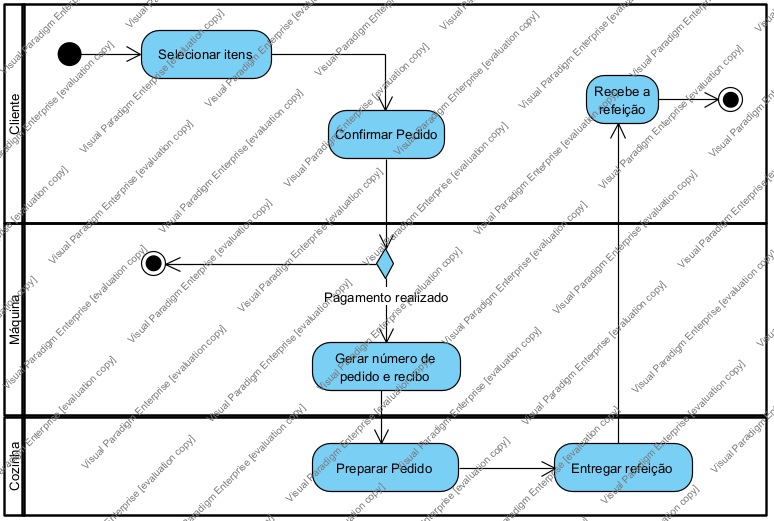 Cliente
Selecionar itens
Confirmar Pedido
Recebe a
refeição
Máquina
Pagamento realizado
Gerar número de
pedido e recibo
Cozinha
Preparar Pedido
Entregar refeição
Visual Paradigm Enterprise [evaluation copy]